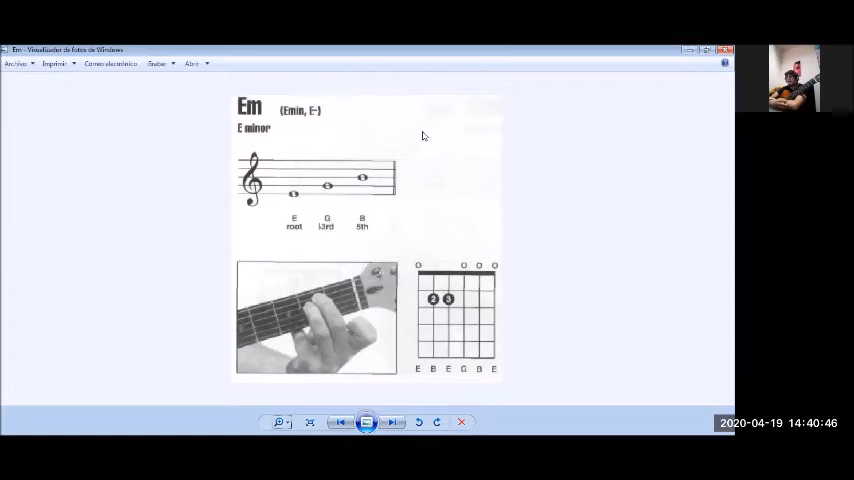 Em - Visualizador de fotos de Windows
Archivo Imprimir Correo electrónico Grabar Abrir
Em (Emin, E-)
E minor
E G B
root ♭3rd 5th
2 3
E B E G B E
2020-04-19 14:40:46